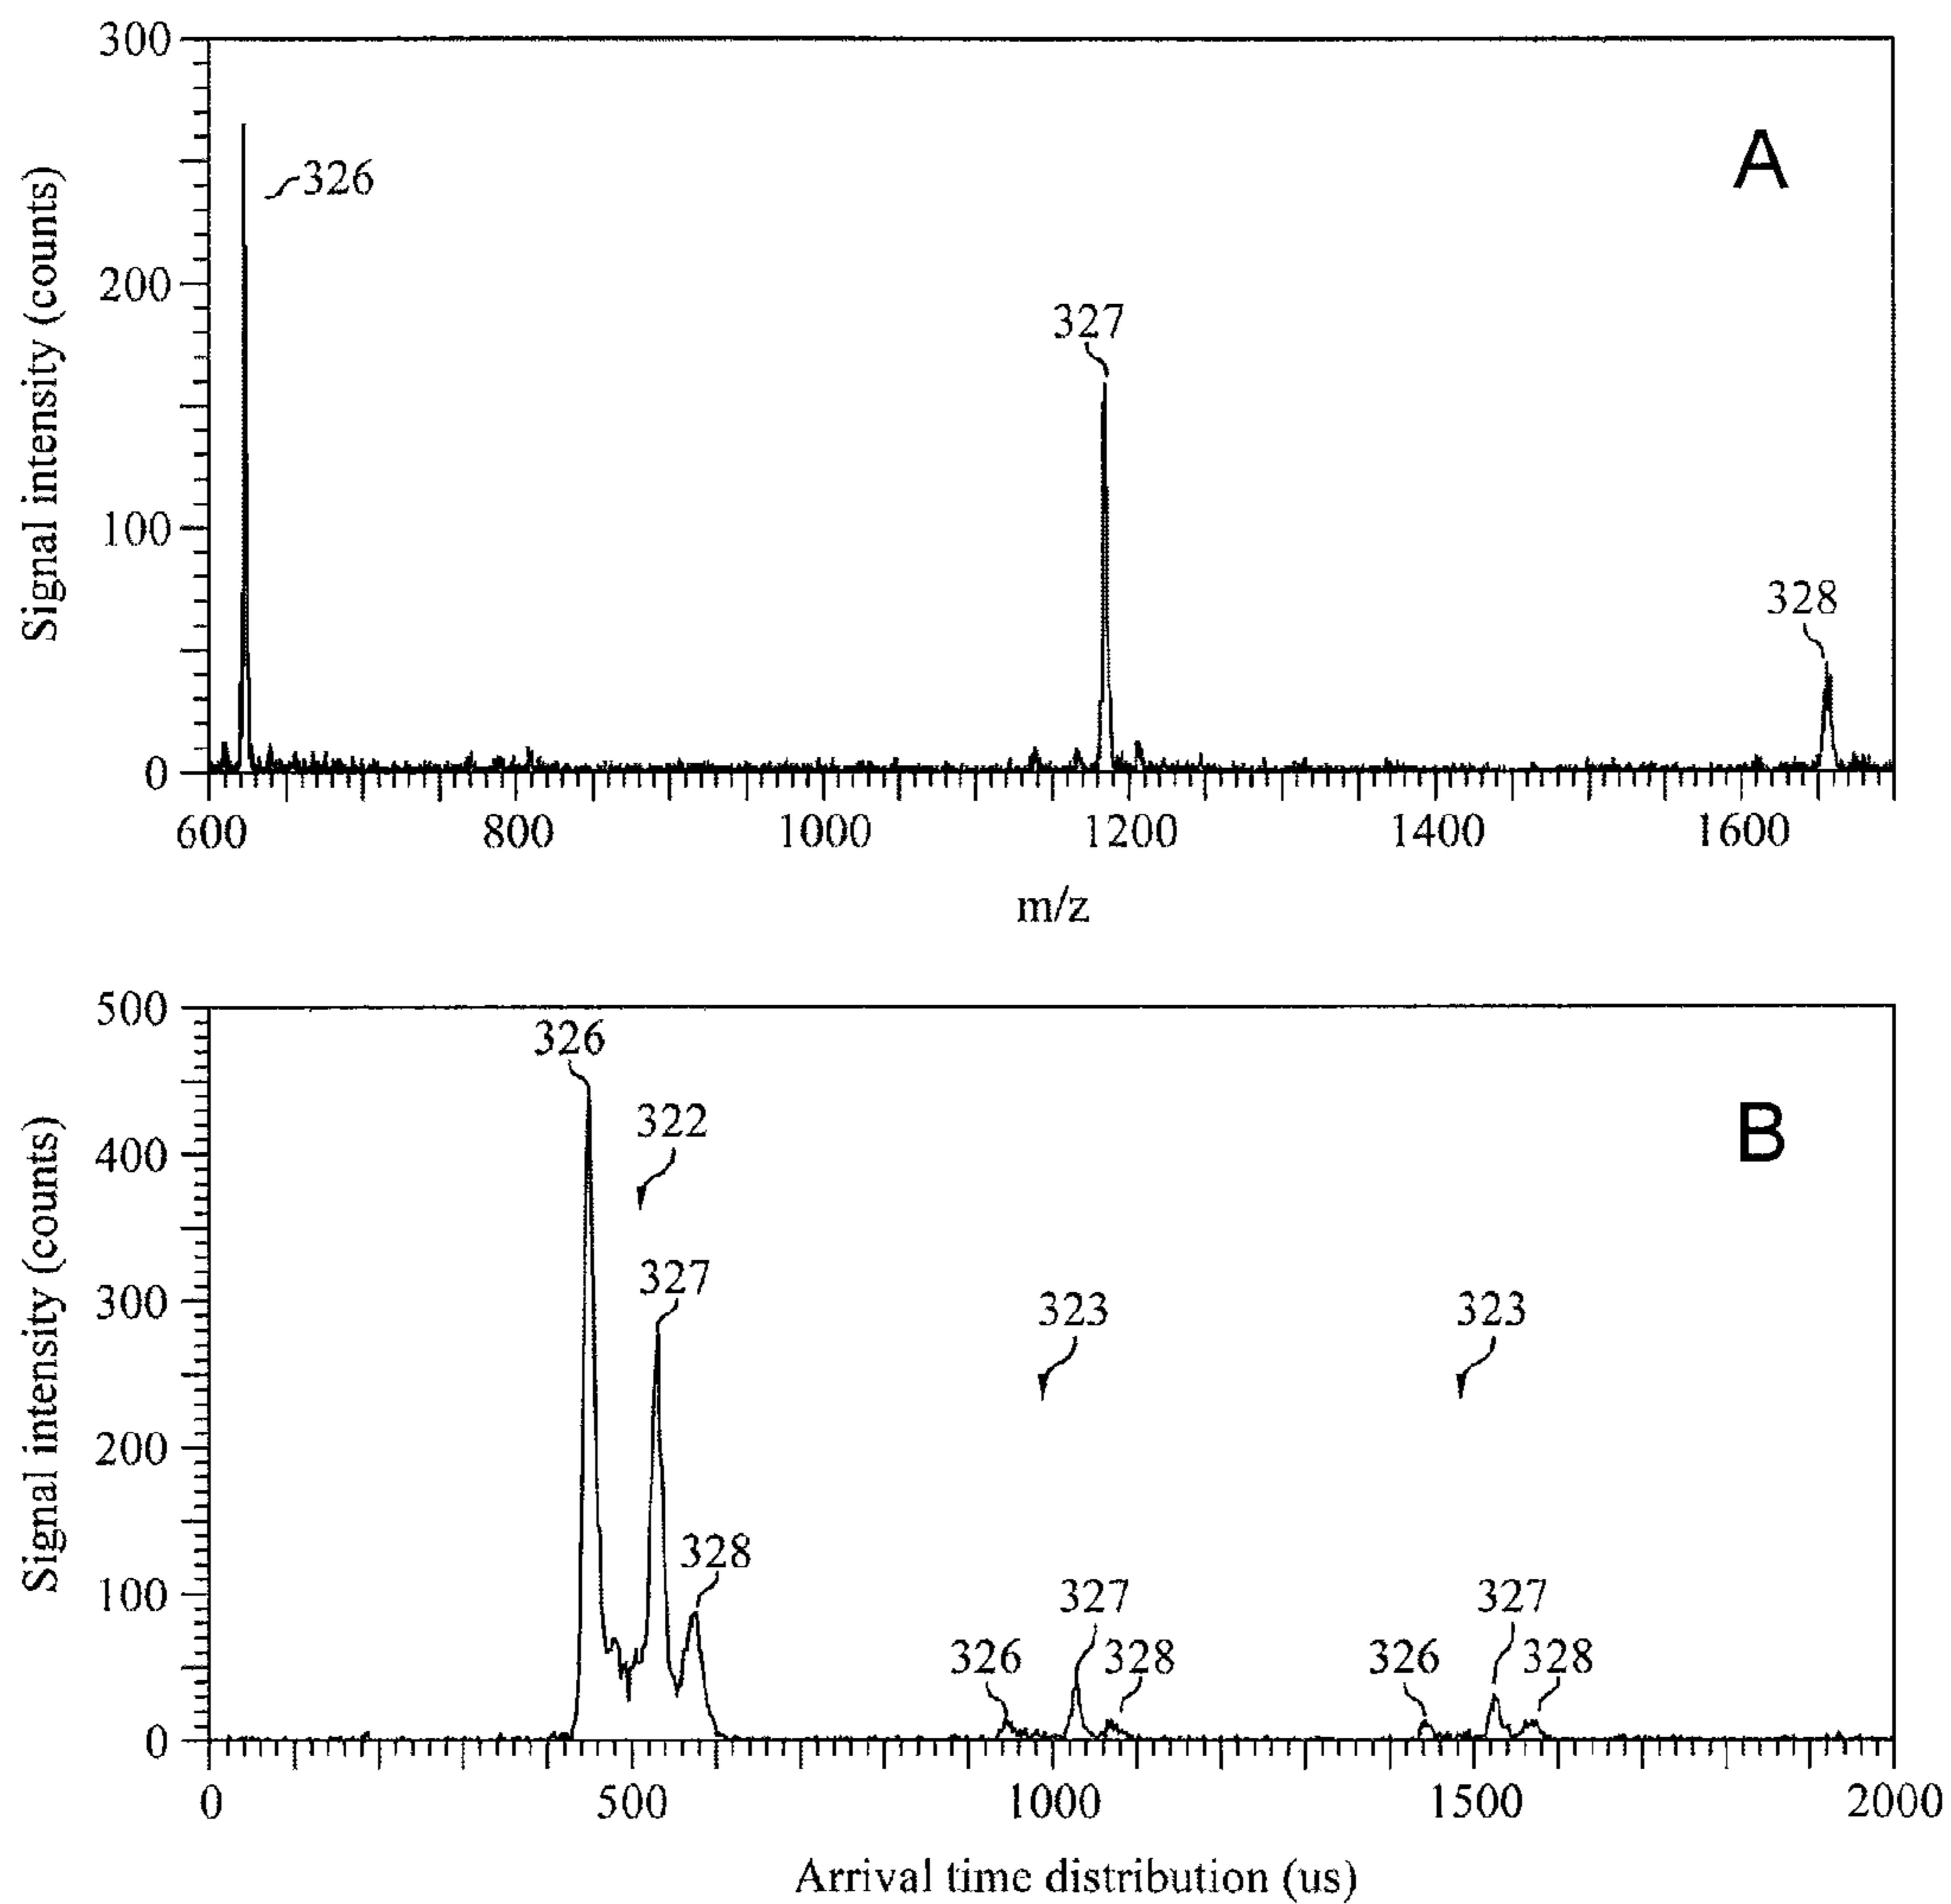 300
A
326
Signal intensity (counts)
327
200
100
328
0
600 800 1000 1200 1400 1600
m/z
500
326
B
322
400
Signal intensity (counts)
327
300
323 323
200
328
100
327 327
326 328 326 328
0
0 500 1000 1500 2000
Arrival time distribution (us)